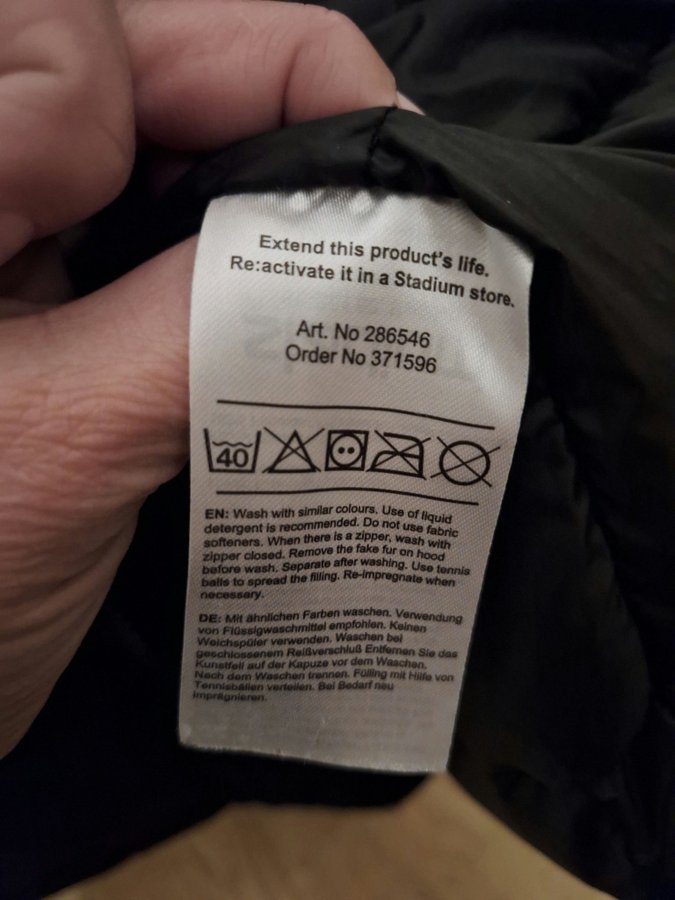 Extend this product's life.
Re:activate it in a Stadium store.
Art. No 286546
Order No 371596
40
EN: Wash with similar colours. Use of liquid
detergent is recommended. Do not use fabric
softeners. When there is a zipper, wash with
zipper closed. Remove the fake fur on hood
before wash. Separate after washing. Use tennis
balls to spread the filling. Re-impregnate when
necessary.
DE: Mit ähnlichen Farben waschen. Verwendung
von Flüssigwaschmittel empfohlen. Keinen
Weichspüler verwenden. Waschen bei
geschlossenem Reißverschluß Entfernen Sie das
Kunstfell auf der Kapuze vor dem Waschen.
Nach dem Waschen trennen. Fülling mit Hilfe von
Tennisbällen verteilen. Bei Bedarf neu
imprägnieren.